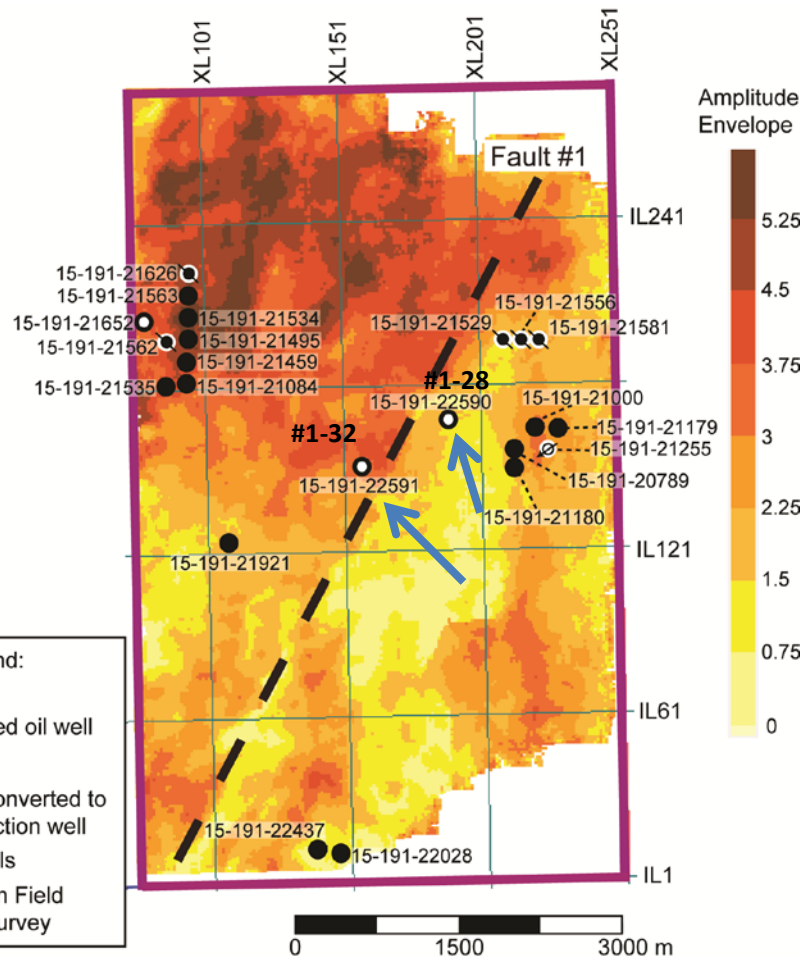 XL101
XL151
XL201
XL251
Amplitude
Envelope
Fault #1
IL241
5.25
15-191-21626
15-191-21563
4.5
15-191-21556
15-191-21652
15-191-21534
15-191-21529
15-191-21581
15-191-21562
15-191-21495
15-191-21459
3.75
15-191-21535
15-191-21084
#1-28
15-191-22590
15-191-21000
15-191-21179
#1-32
3
15-191-21255
15-191-22591
15-191-20789
2.25
15-191-21180
IL121
15-191-21921
1.5
nd:
0.75
IL61
ed oil well
0
onverted to
ction well
15-191-22437
15-191-22028
ls
IL1
n Field
urvey
0 1500 3000 m